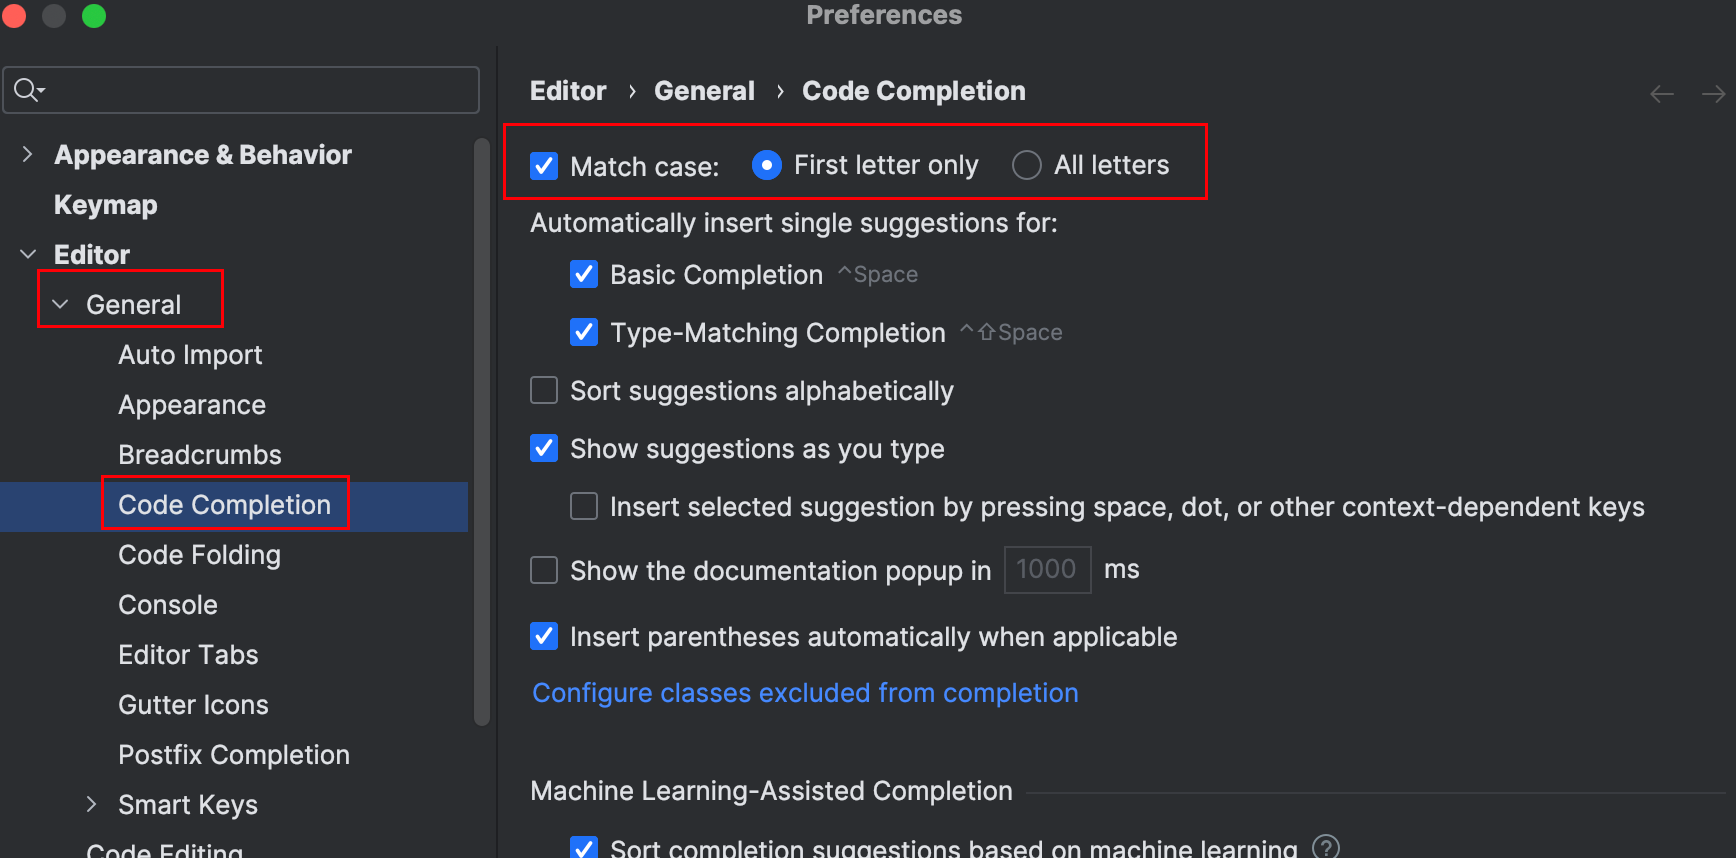 Preferences
Appearance & Behavior
Keymap
Editor
General
Auto Import
Appearance
Breadcrumbs
Code Completion
Code Folding
Console
Editor Tabs
Gutter Icons
Postfix Completion
Smart Keys
Code Editing
Editor › General › Code Completion
Match case: First letter only All letters
Automatically insert single suggestions for:
Basic Completion ^Space
Type-Matching Completion ^⇧Space
Sort suggestions alphabetically
Show suggestions as you type
Insert selected suggestion by pressing space, dot, or other context-dependent keys
Show the documentation popup in 1000 ms
Insert parentheses automatically when applicable
Configure classes excluded from completion
Machine Learning-Assisted Completion
Sort completion suggestions based on machine learning ?